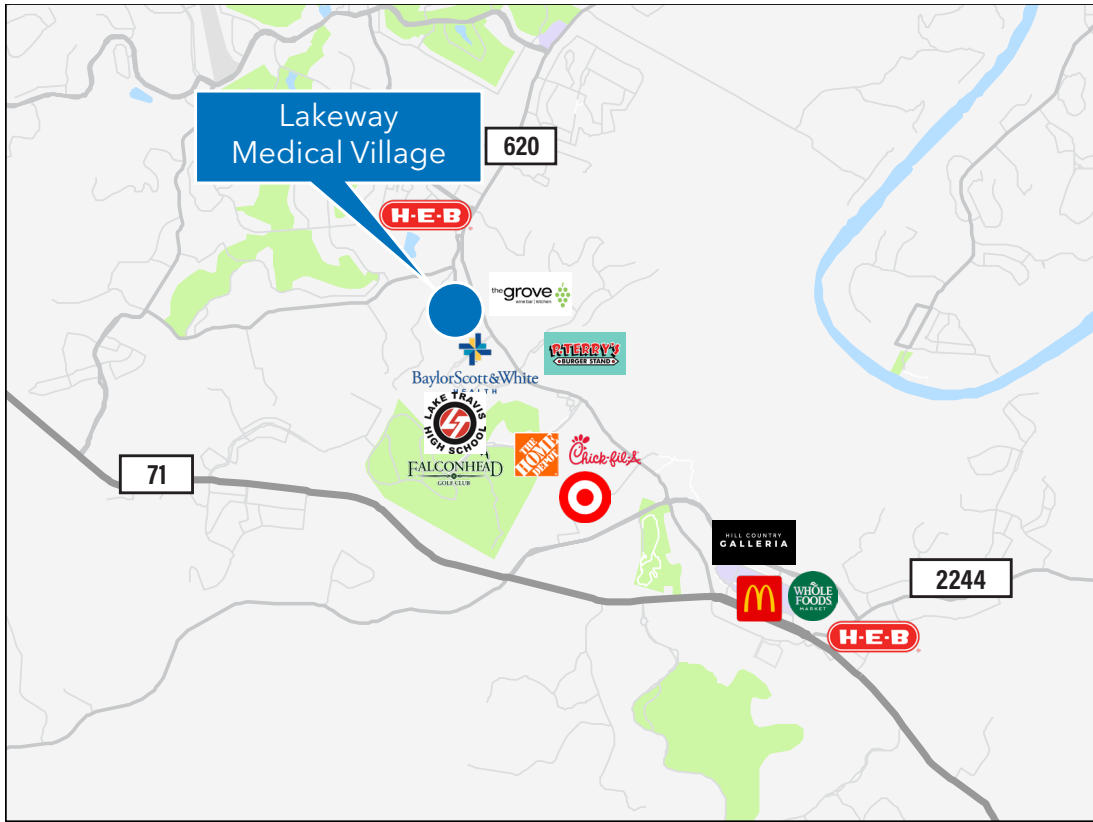 Lakeway
Medical Village
620
H-E-B
the grove
wine bar | kitchen
P. TERRY'S
BURGER STAND
BaylorScott&White
HEALTH
LAKE TRAVIS
LT
HIGH SCHOOL
FALCONHEAD
GOLF CLUB
THE
HOME
DEPOT
Chick-fil-A
71
HILL COUNTRY
GALLERIA
2244
WHOLE
FOODS
MARKET
H-E-B